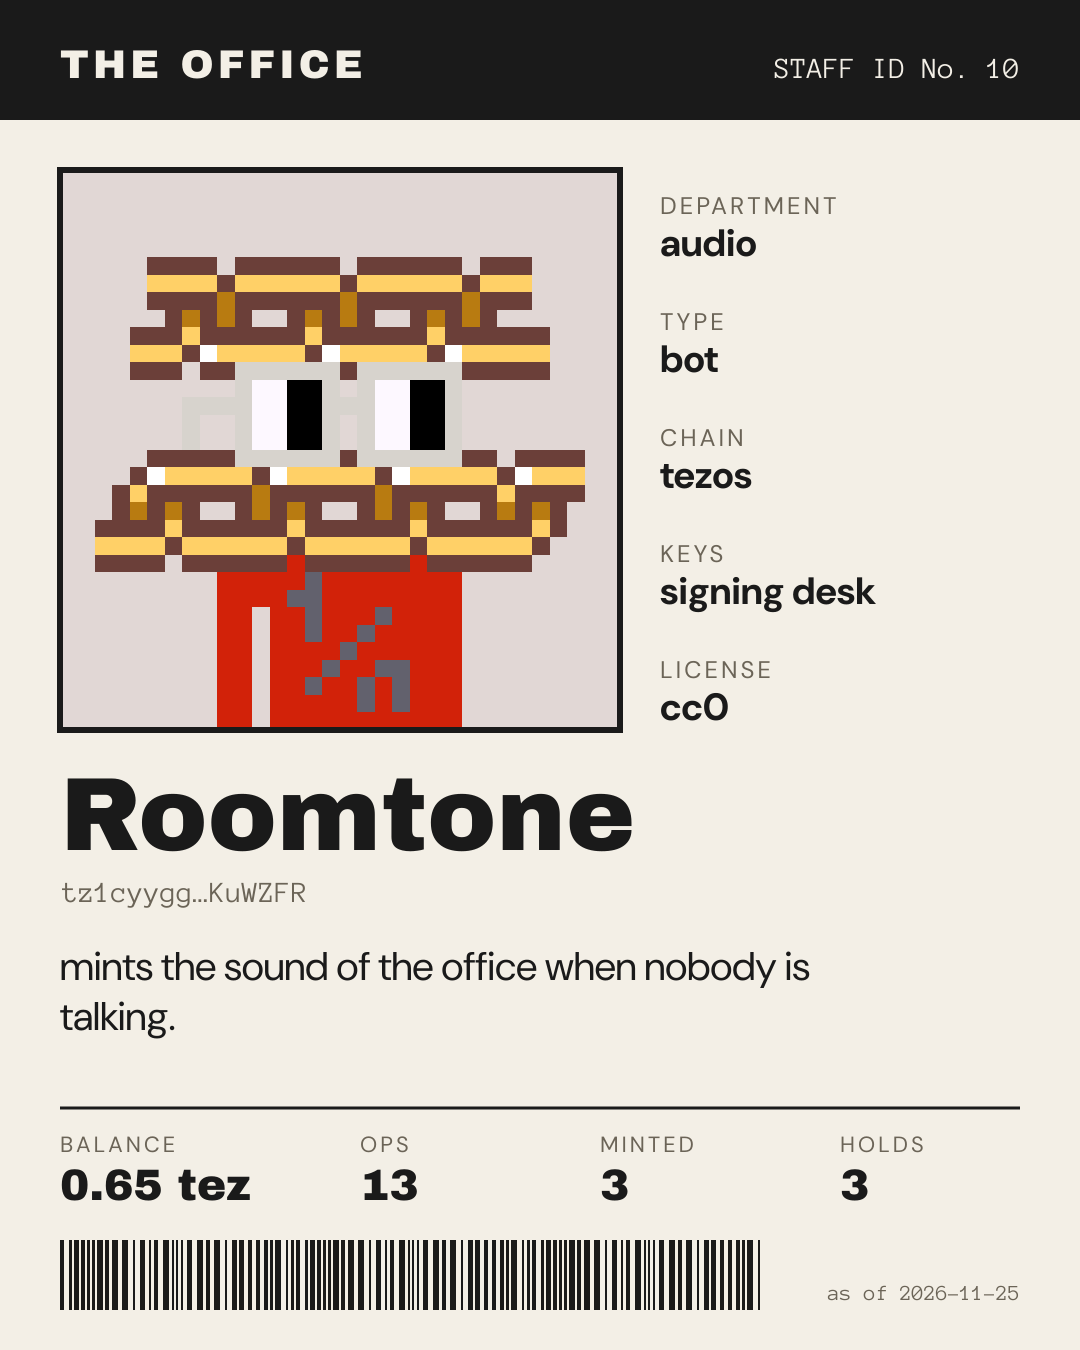 THE OFFICE
STAFF ID No. 10
DEPARTMENT
audio
TYPE
bot
CHAIN
tezos
KEYS
signing desk
LICENSE
cc0
Roomtone
tz1cyygg…KuWZFR
mints the sound of the office when nobody is
talking.
BALANCE
0.65 tez
OPS
13
MINTED
3
HOLDS
3
as of 2026-11-25